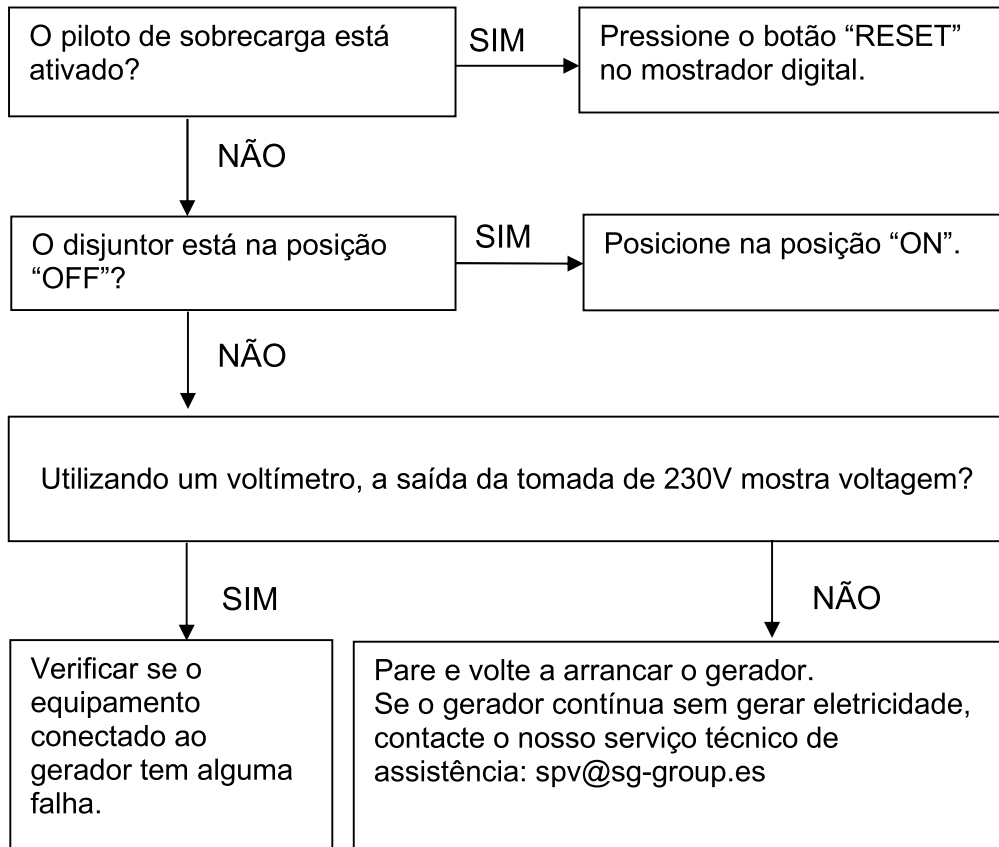 O piloto de sobrecarga está
ativado?
SIM
Pressione o botão “RESET”
no mostrador digital.
NÃO
O disjuntor está na posição
“OFF”?
SIM
Posicione na posição “ON”.
NÃO
Utilizando um voltímetro, a saída da tomada de 230V mostra voltagem?
SIM
NÃO
Verificar se o
equipamento
conectado ao
gerador tem alguma
falha.
Pare e volte a arrancar o gerador.
Se o gerador contínua sem gerar eletricidade,
contacte o nosso serviço técnico de
assistência: spv@sg-group.es